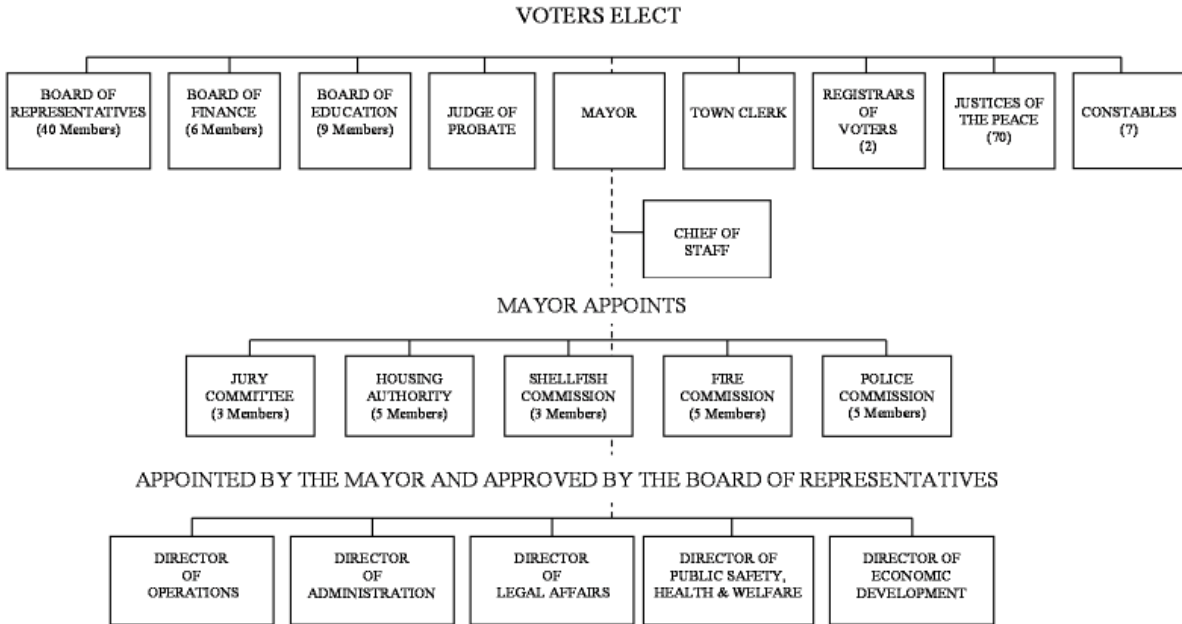 VOTERS ELECT
BOARD OF
REPRESENTATIVES
(40 Members)
BOARD OF
FINANCE
(6 Members)
BOARD OF
EDUCATION
(9 Members)
JUDGE OF
PROBATE
MAYOR
TOWN CLERK
REGISTRARS
OF
VOTERS
(2)
JUSTICES OF
THE PEACE
(70)
CONSTABLES
(7)
CHIEF OF
STAFF
MAYOR APPOINTS
JURY
COMMITTEE
(3 Members)
HOUSING
AUTHORITY
(5 Members)
SHELLFISH
COMMISSION
(3 Members)
FIRE
COMMISSION
(5 Members)
POLICE
COMMISSION
(5 Members)
APPOINTED BY THE MAYOR AND APPROVED BY THE BOARD OF REPRESENTATIVES
DIRECTOR
OF
OPERATIONS
DIRECTOR
OF
ADMINISTRATION
DIRECTOR
OF
LEGAL AFFAIRS
DIRECTOR OF
PUBLIC SAFETY,
HEALTH & WELFARE
DIRECTOR OF
ECONOMIC
DEVELOPMENT